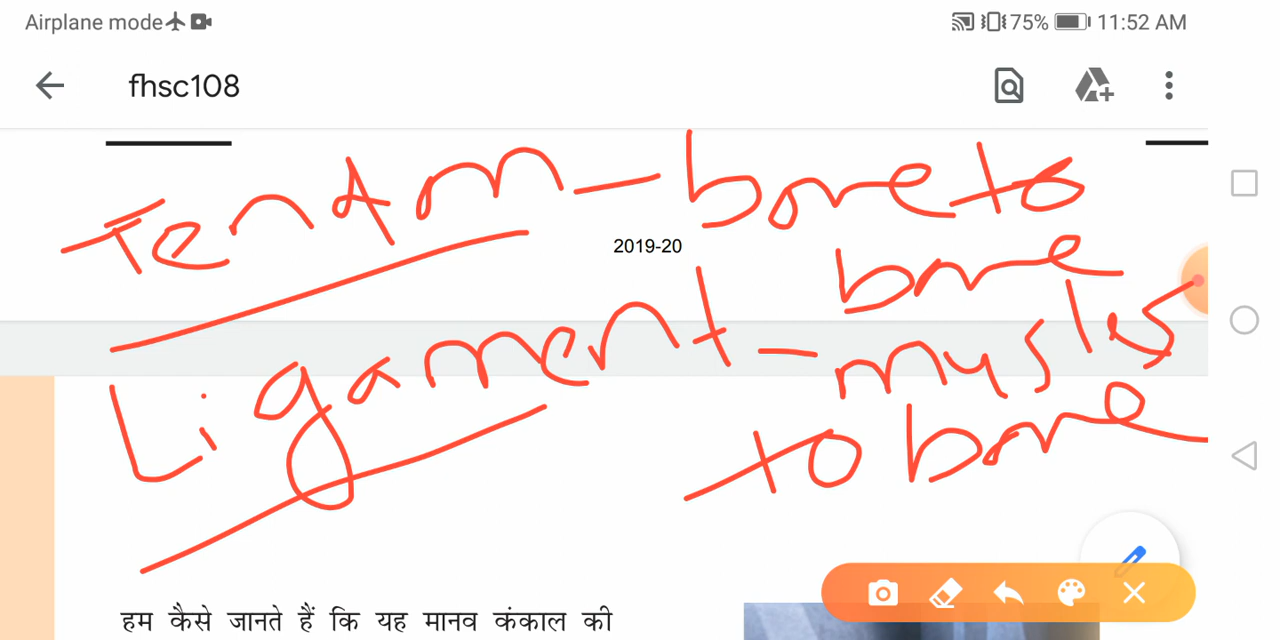 Airplane mode 75% 11:52 AM
fhsc108
Tendom - bone to
bone
2019-20
Ligament - musles
to bone
हम कैसे जानते हैं कि यह मानव कंकाल की